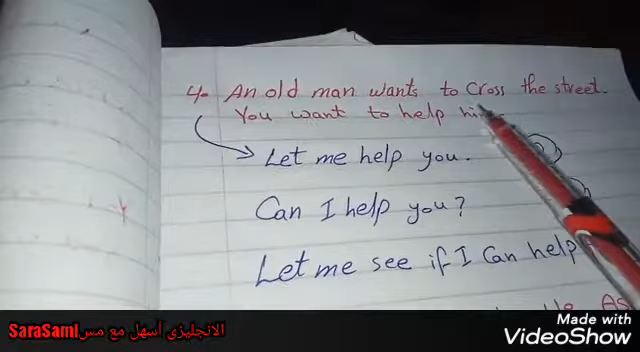 4. An old man wants to Cross the street.
You want to help
Let me help you.
Can I help you?
Let me see if I Can help
As
الانجليزى أسهل مع مس SaraSami
Made with
VideoShow